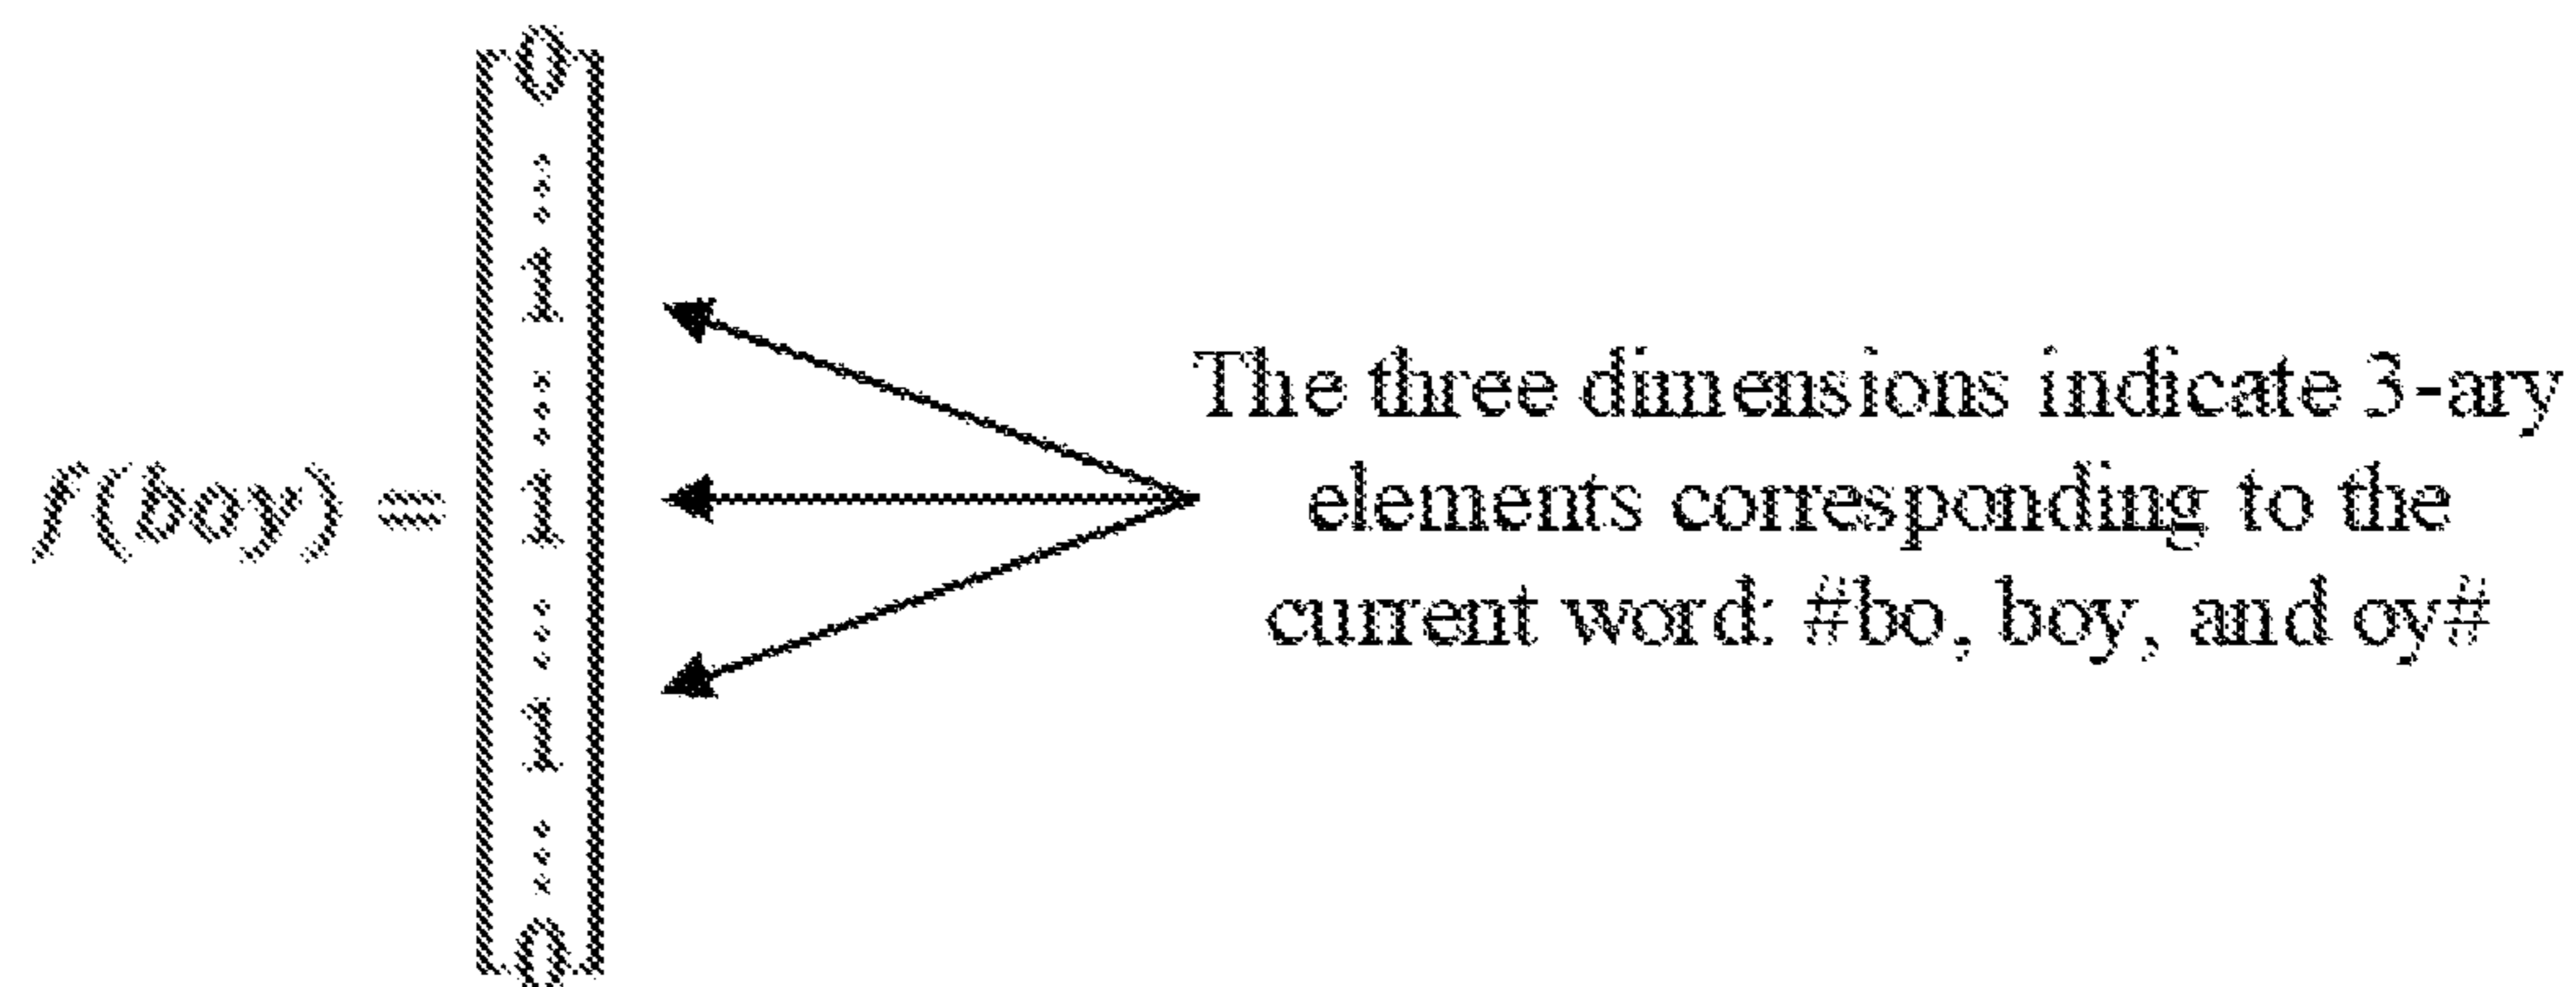 0
⋮
1
⋮
f(boy) = 1
⋮
1
⋮
0
The three dimensions indicate 3-ary
elements corresponding to the
current word: #bo, boy, and oy#